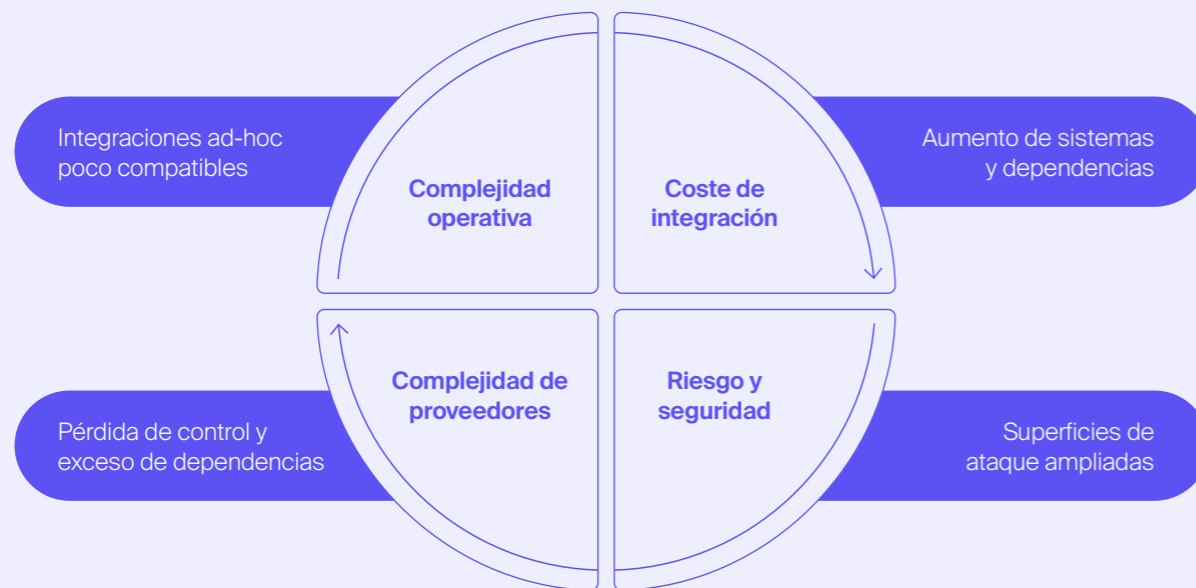 Integraciones ad-hoc
poco compatibles
Complejidad
operativa
Coste de
integración
Aumento de sistemas
y dependencias
Pérdida de control y
exceso de dependencias
Complejidad de
proveedores
Riesgo y
seguridad
Superficies de
ataque ampliadas